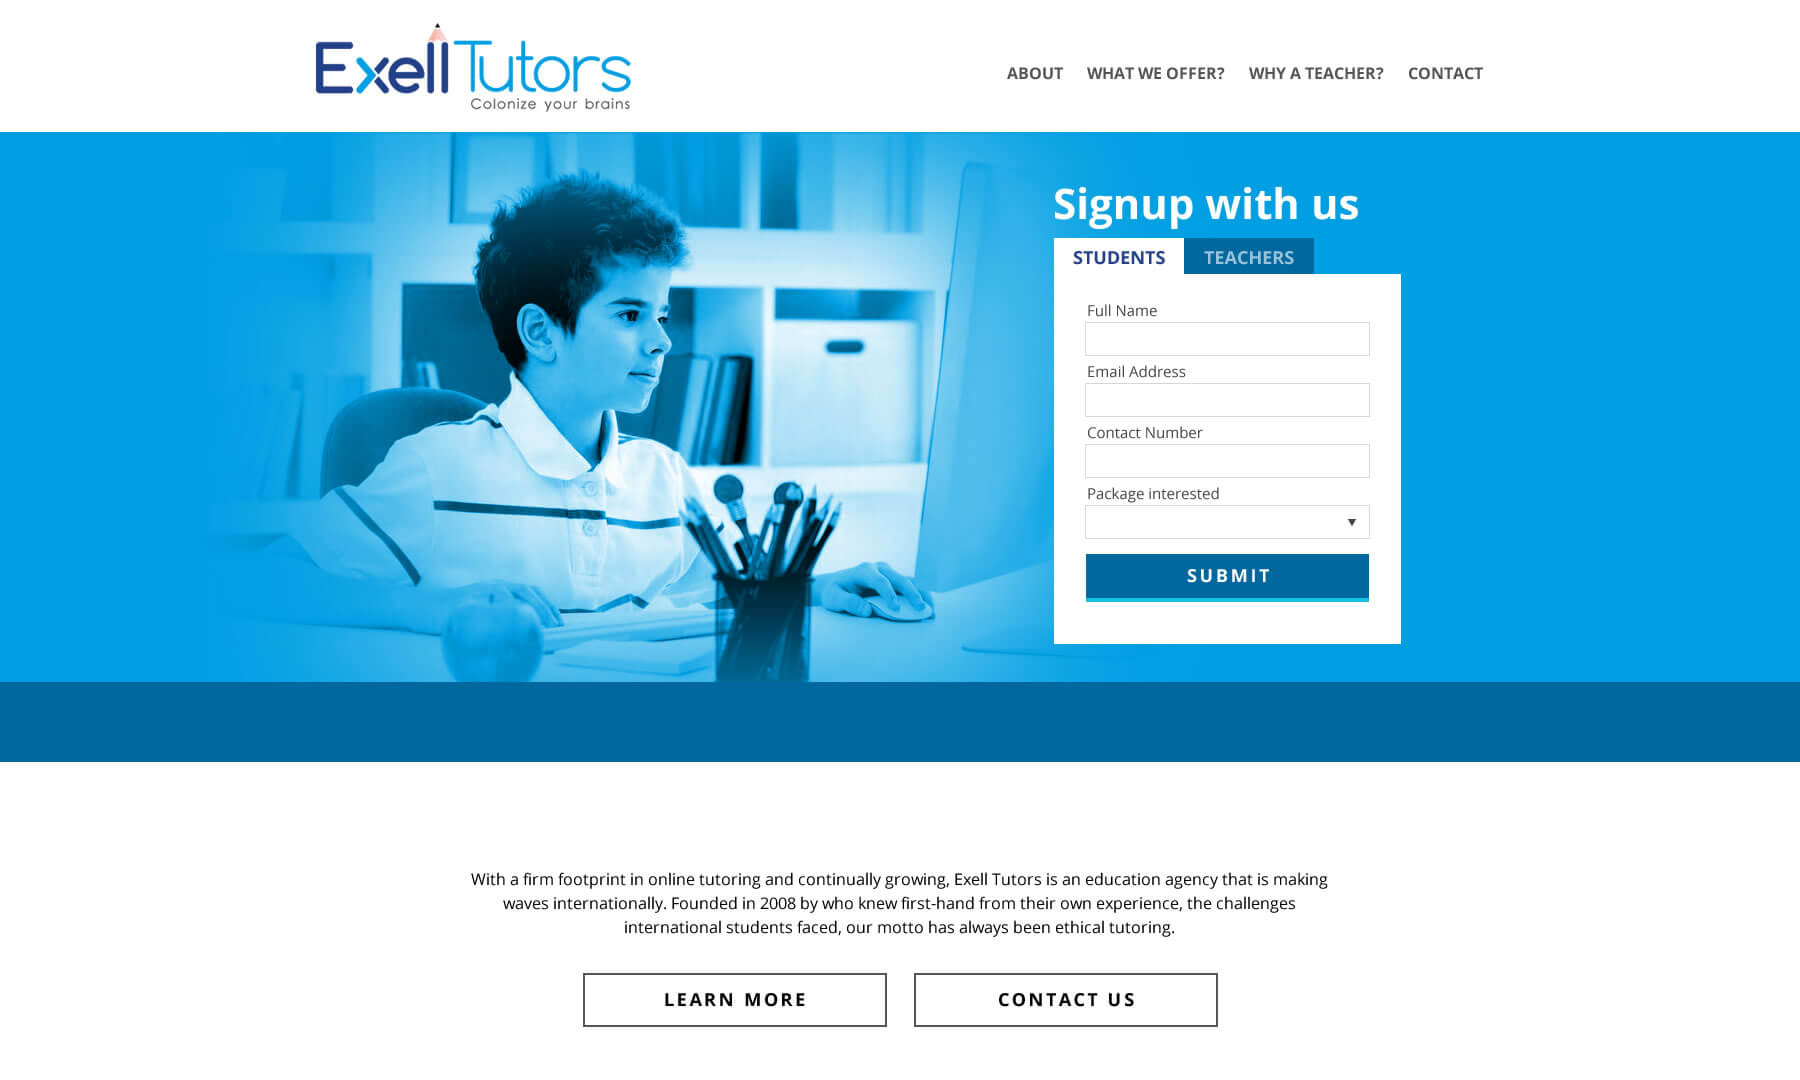 Exell Tutors
Colonize your brains
ABOUT WHAT WE OFFER? WHY A TEACHER? CONTACT
Signup with us
STUDENTS TEACHERS
Full Name
Email Address
Contact Number
Package interested
SUBMIT
With a firm footprint in online tutoring and continually growing, Exell Tutors is an education agency that is making
waves internationally. Founded in 2008 by who knew first-hand from their own experience, the challenges
international students faced, our motto has always been ethical tutoring.
LEARN MORE CONTACT US